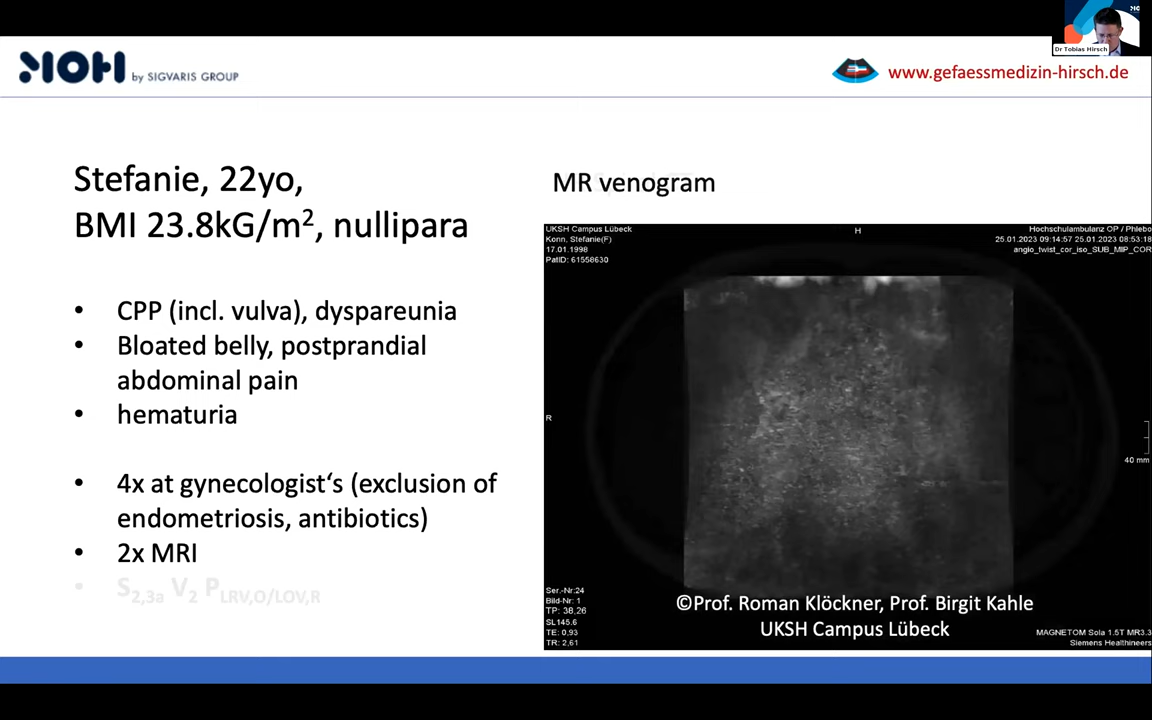 MOH by SIGVARIS GROUP
www.gefaessmedizin-hirsch.de
Dr Tobias Hirsch
Stefanie, 22yo,
BMI 23.8kG/m², nullipara
• CPP (incl. vulva), dyspareunia
• Bloated belly, postprandial
abdominal pain
• hematuria
• 4x at gynecologist‘s (exclusion of
endometriosis, antibiotics)
• 2x MRI
• S2,3a V2 PLRV,O/LOV,R
MR venogram
UKSH Campus Lübeck
Konn, Stefanie(F)
17.01.1998
PatID: 61558630
H
Hochschulambulanz OP / Phlebo
25.01.2023 09:14:57 25.01.2023 08:53:18
angio_twist_cor_iso_SUB_MIP_COR
R
40 mm
Ser.-Nr:24
Bild-Nr: 1
TP: 38,26
SL145.6
TE: 0,93
TR: 2,61
©Prof. Roman Klöckner, Prof. Birgit Kahle
UKSH Campus Lübeck
MAGNETOM Sola 1.5T MR3.3
Siemens Healthineers